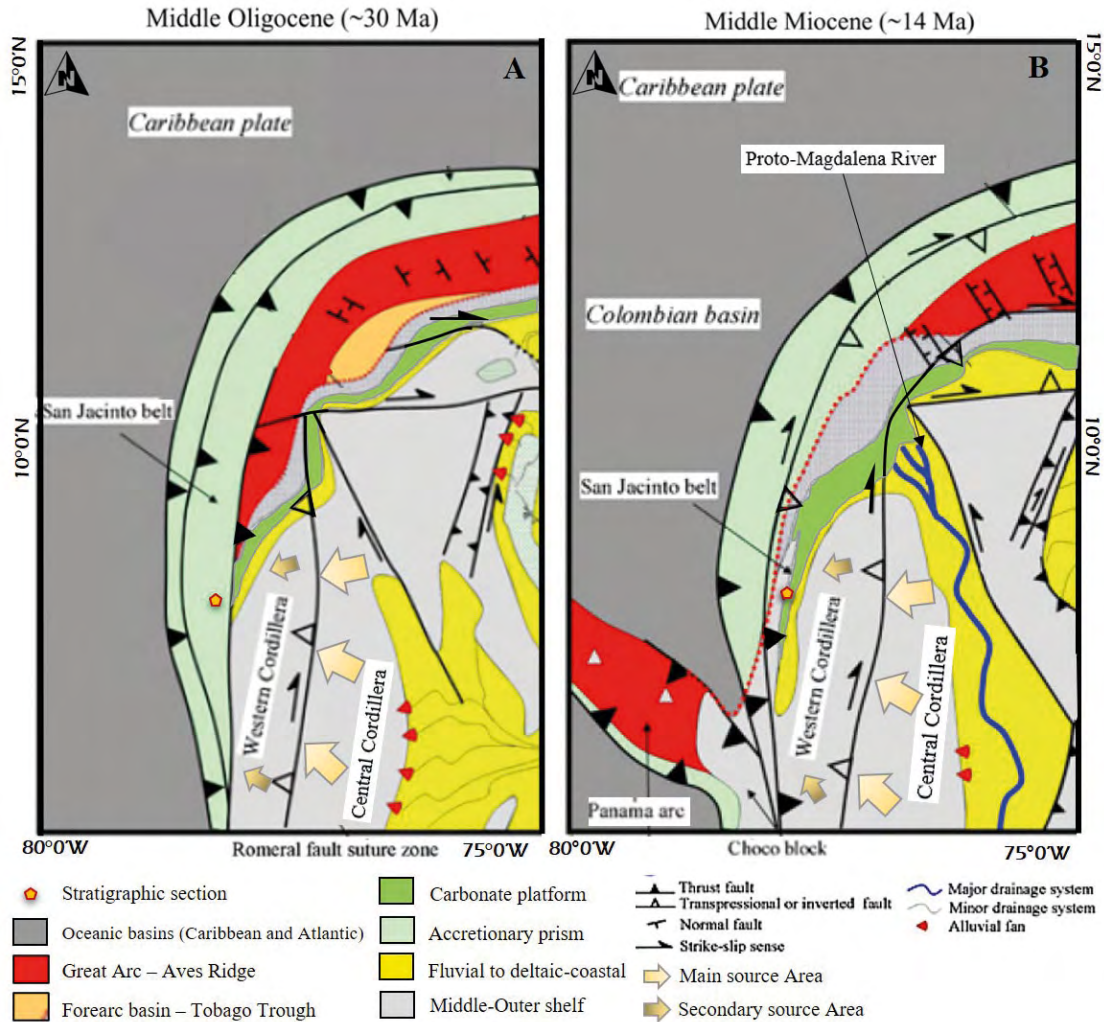 Middle Oligocene (~30 Ma)
Middle Miocene (~14 Ma)
15°0'N
N
A
Caribbean plate
San Jacinto belt
10°0'N
Western Cordillera
Central Cordillera
80°0'W
Romeral fault suture zone
75°0'W
N
B
15°0'N
Caribbean plate
Proto-Magdalena River
Colombian basin
10°0'N
San Jacinto belt
Western Cordillera
Central Cordillera
Panama arc
80°0'W
Choco block
75°0'W
Stratigraphic section
Oceanic basins (Caribbean and Atlantic)
Great Arc – Aves Ridge
Forearc basin – Tobago Trough
Carbonate platform
Accretionary prism
Fluvial to deltaic-coastal
Middle-Outer shelf
Thrust fault
Transpressional or inverted fault
Normal fault
Strike-slip sense
Main source Area
Secondary source Area
Major drainage system
Minor drainage system
Alluvial fan